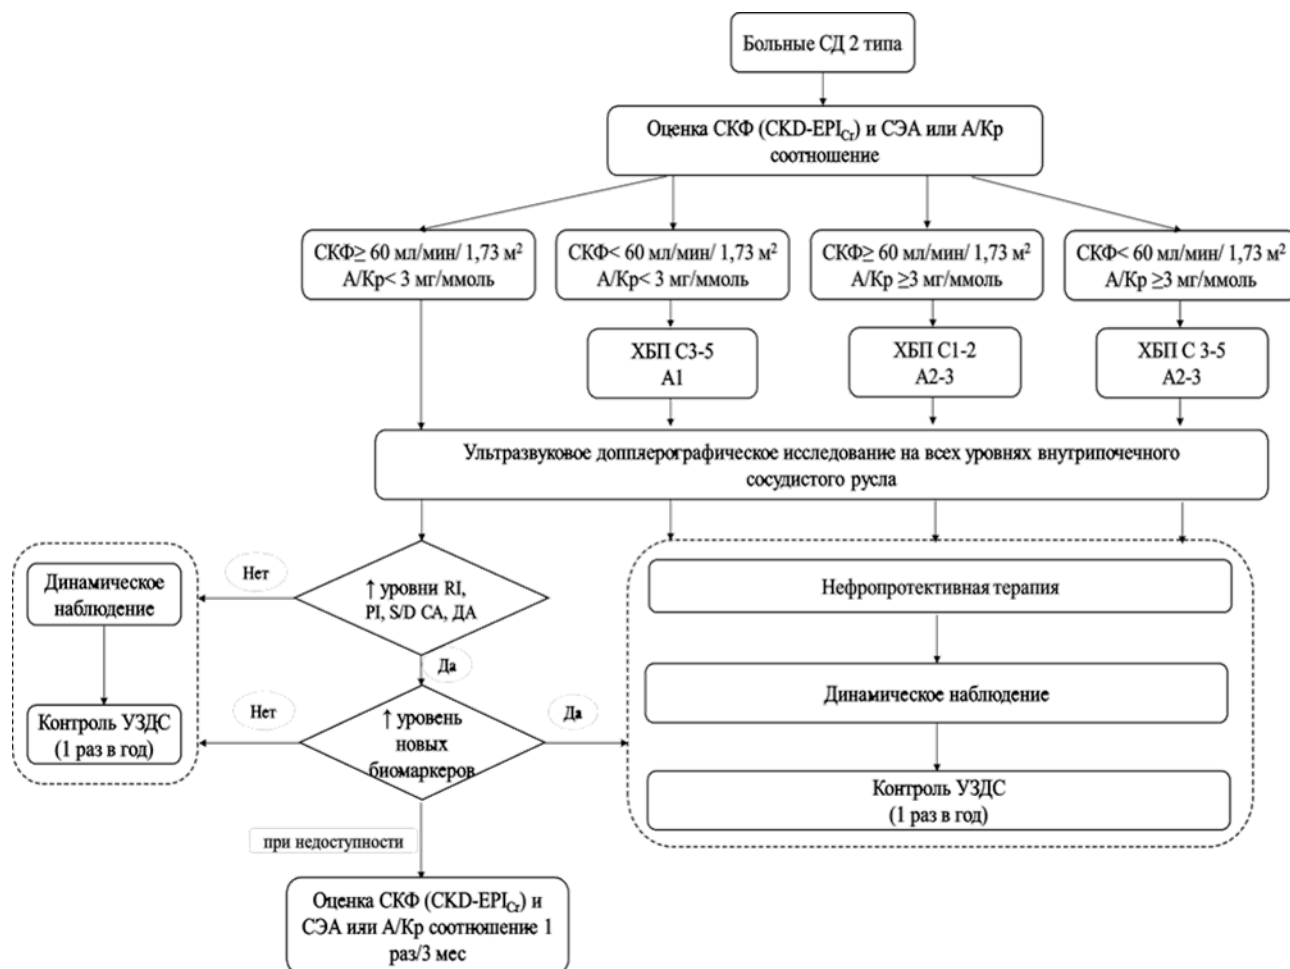 Больные СД 2 типа
Оценка СКФ (CKD-EPICr) и СЭА или А/Кр
соотношение
СКФ≥ 60 мл/мин/ 1,73 м²
А/Кр< 3 мг/ммоль
СКФ< 60 мл/мин/ 1,73 м²
А/Кр< 3 мг/ммоль
СКФ≥ 60 мл/мин/ 1,73 м²
А/Кр ≥3 мг/ммоль
СКФ< 60 мл/мин/ 1,73 м²
А/Кр ≥3 мг/ммоль
ХБП С3-5
А1
ХБП С1-2
А2-3
ХБП С 3-5
А2-3
Ультразвуковое допплерографическое исследование на всех уровнях внутрипочечного
сосудистого русла
Динамическое
наблюдение
Нет
↑ уровни RI,
PI, S/D СА, ДА
Да
Нефропротективная терапия
Динамическое наблюдение
Контроль УЗДС
(1 раз в год)
Нет
↑ уровень
новых
биомаркеров
Да
Контроль УЗДС
(1 раз в год)
при недоступности
Оценка СКФ (CKD-EPICr) и
СЭА или А/Кр соотношение 1
раз/3 мес